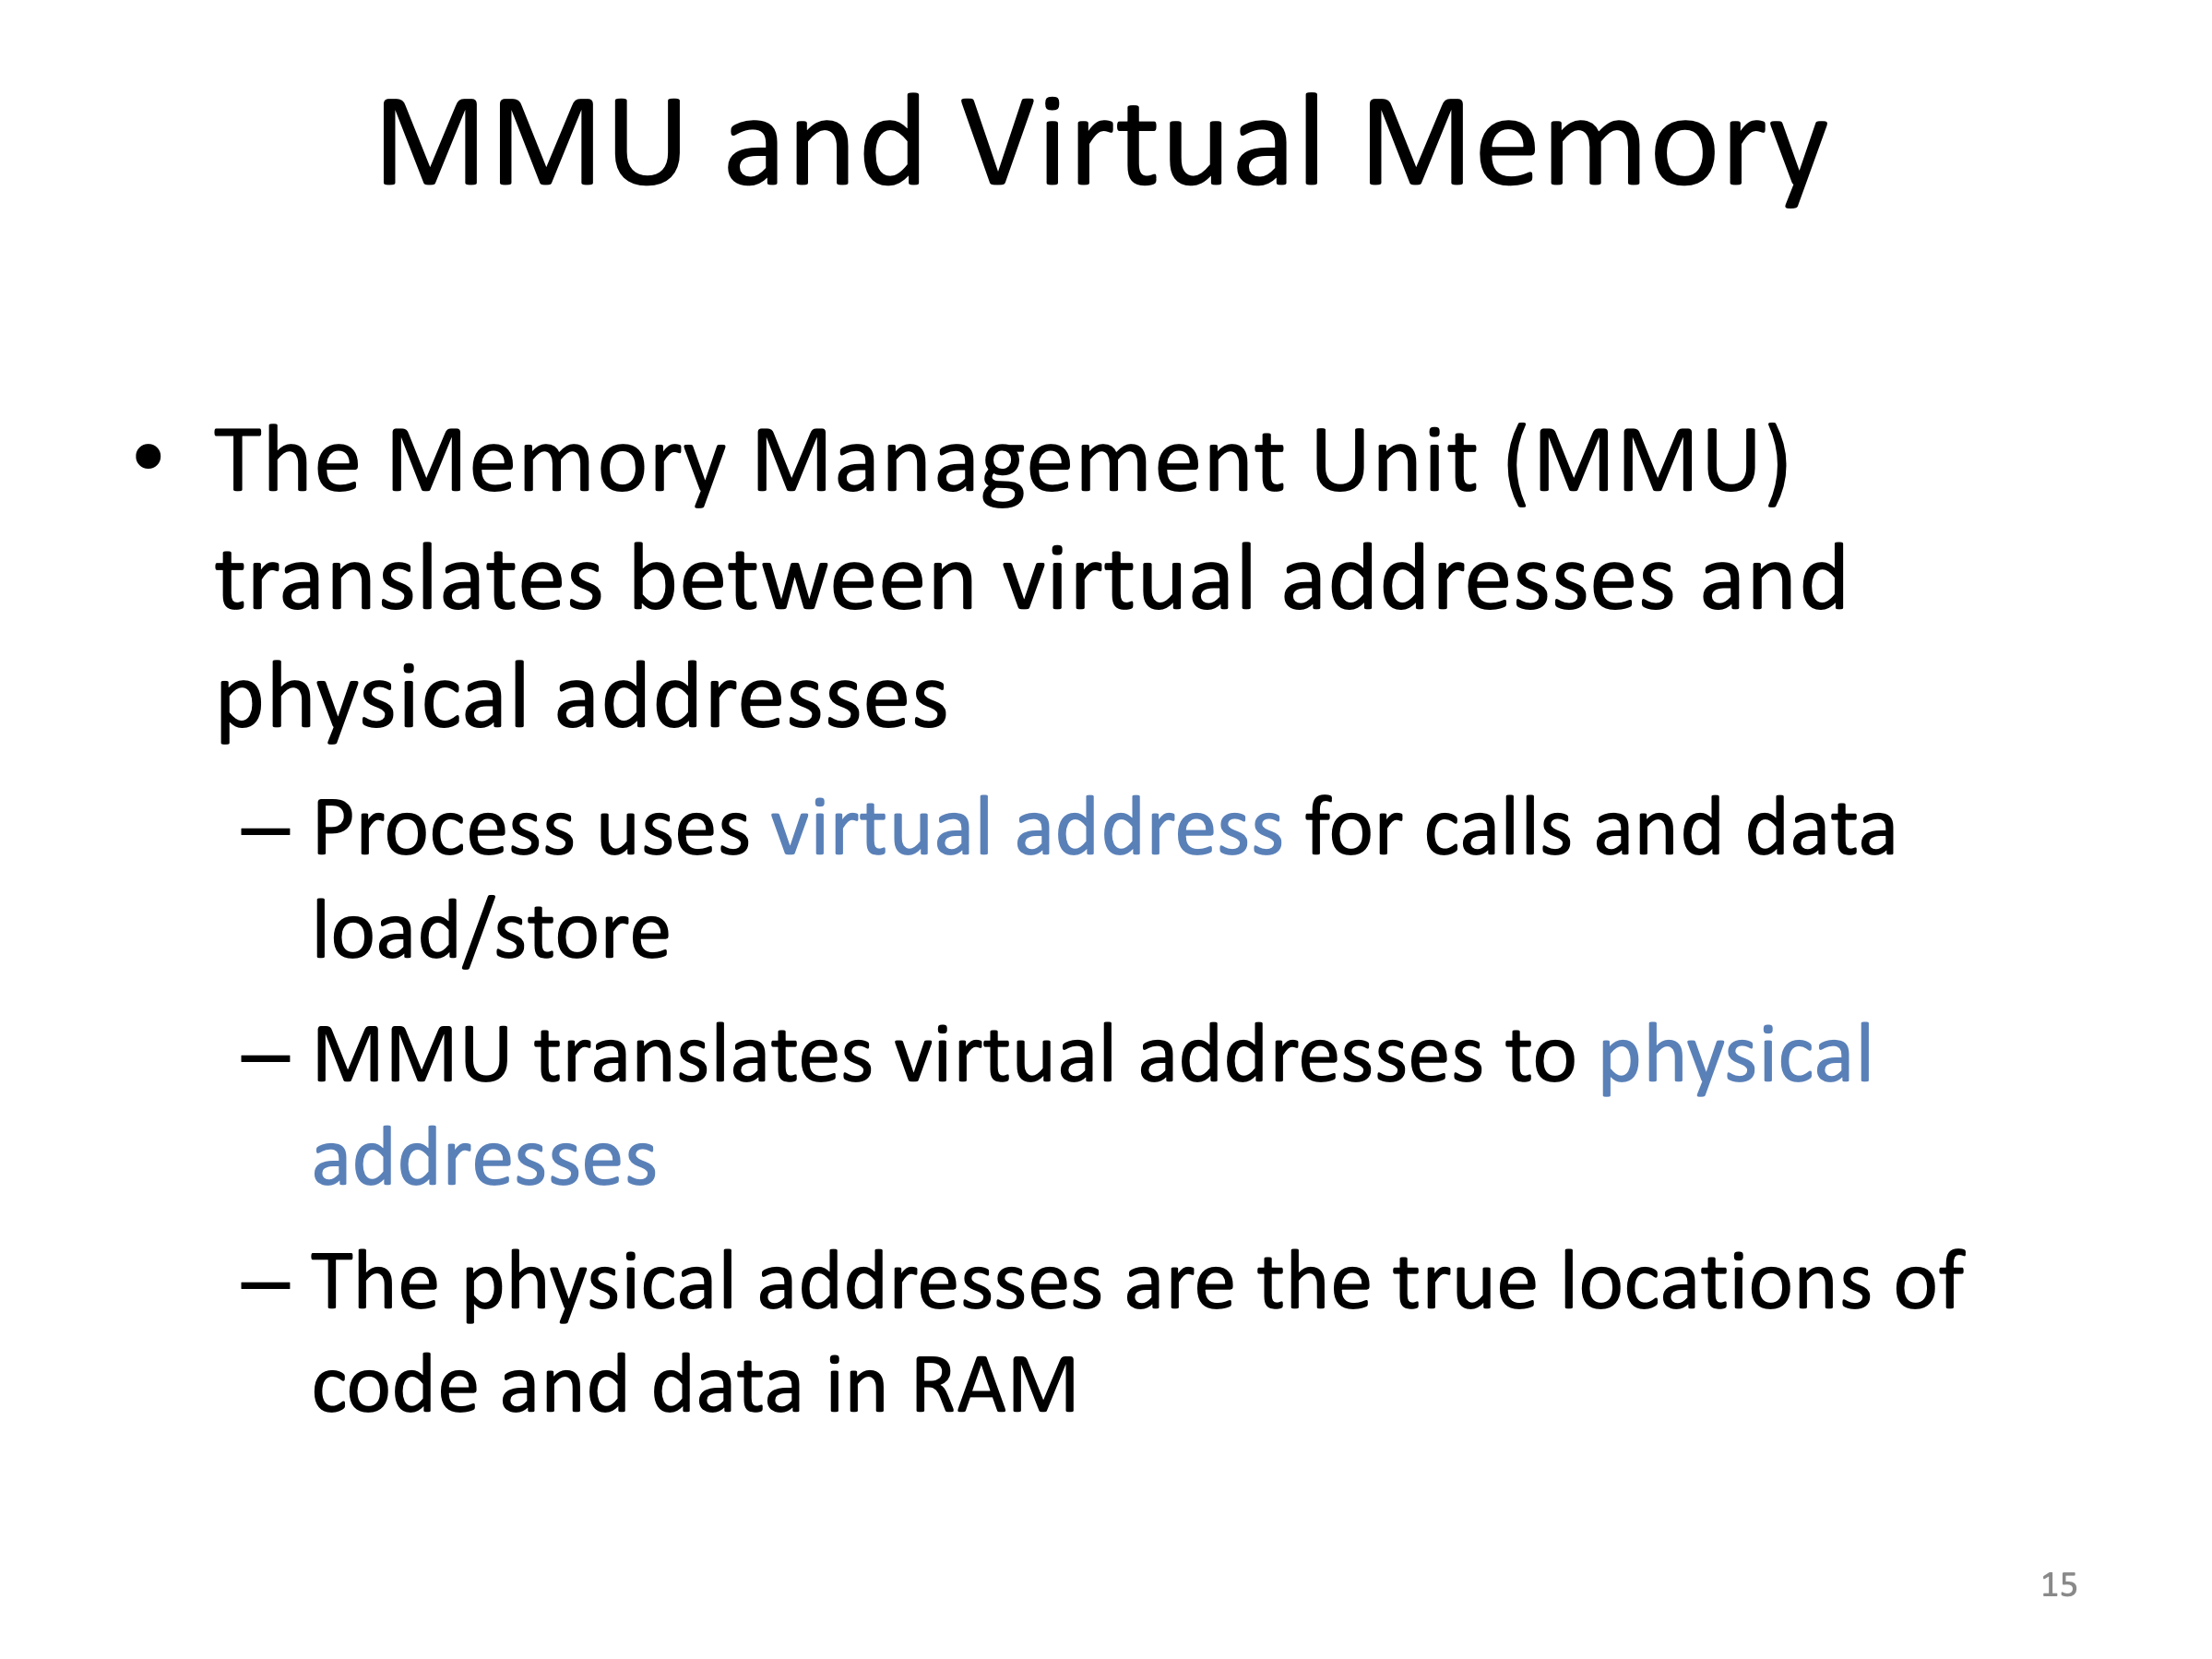 MMU and Virtual Memory
• The Memory Management Unit (MMU)
translates between virtual addresses and
physical addresses
– Process uses virtual address for calls and data
load/store
– MMU translates virtual addresses to physical
addresses
– The physical addresses are the true locations of
code and data in RAM
15